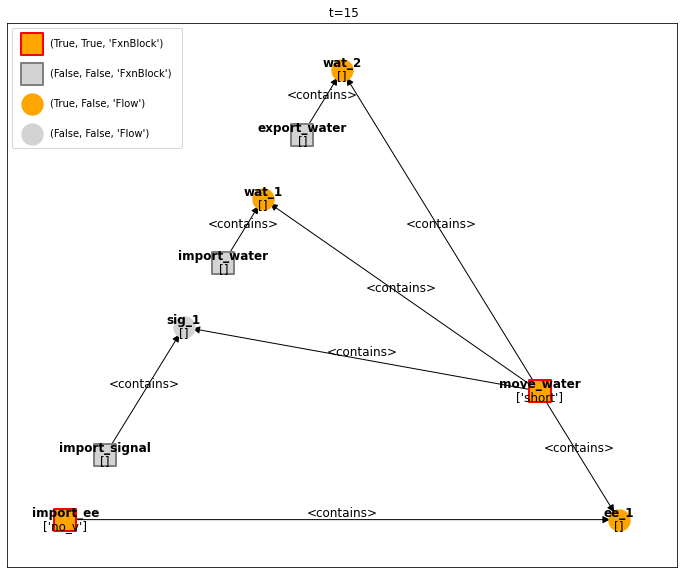 t=15
(True, True, 'FxnBlock')
(False, False, 'FxnBlock')
(True, False, 'Flow')
(False, False, 'Flow')
wat_2
[]
<contains>
export_water
[]
wat_1
[]
<contains>
<contains>
import_water
[]
<contains>
sig_1
[]
<contains>
<contains>
move_water
['short']
import_signal
[]
<contains>
import_ee
['no_v']
<contains>
ee_1
[]